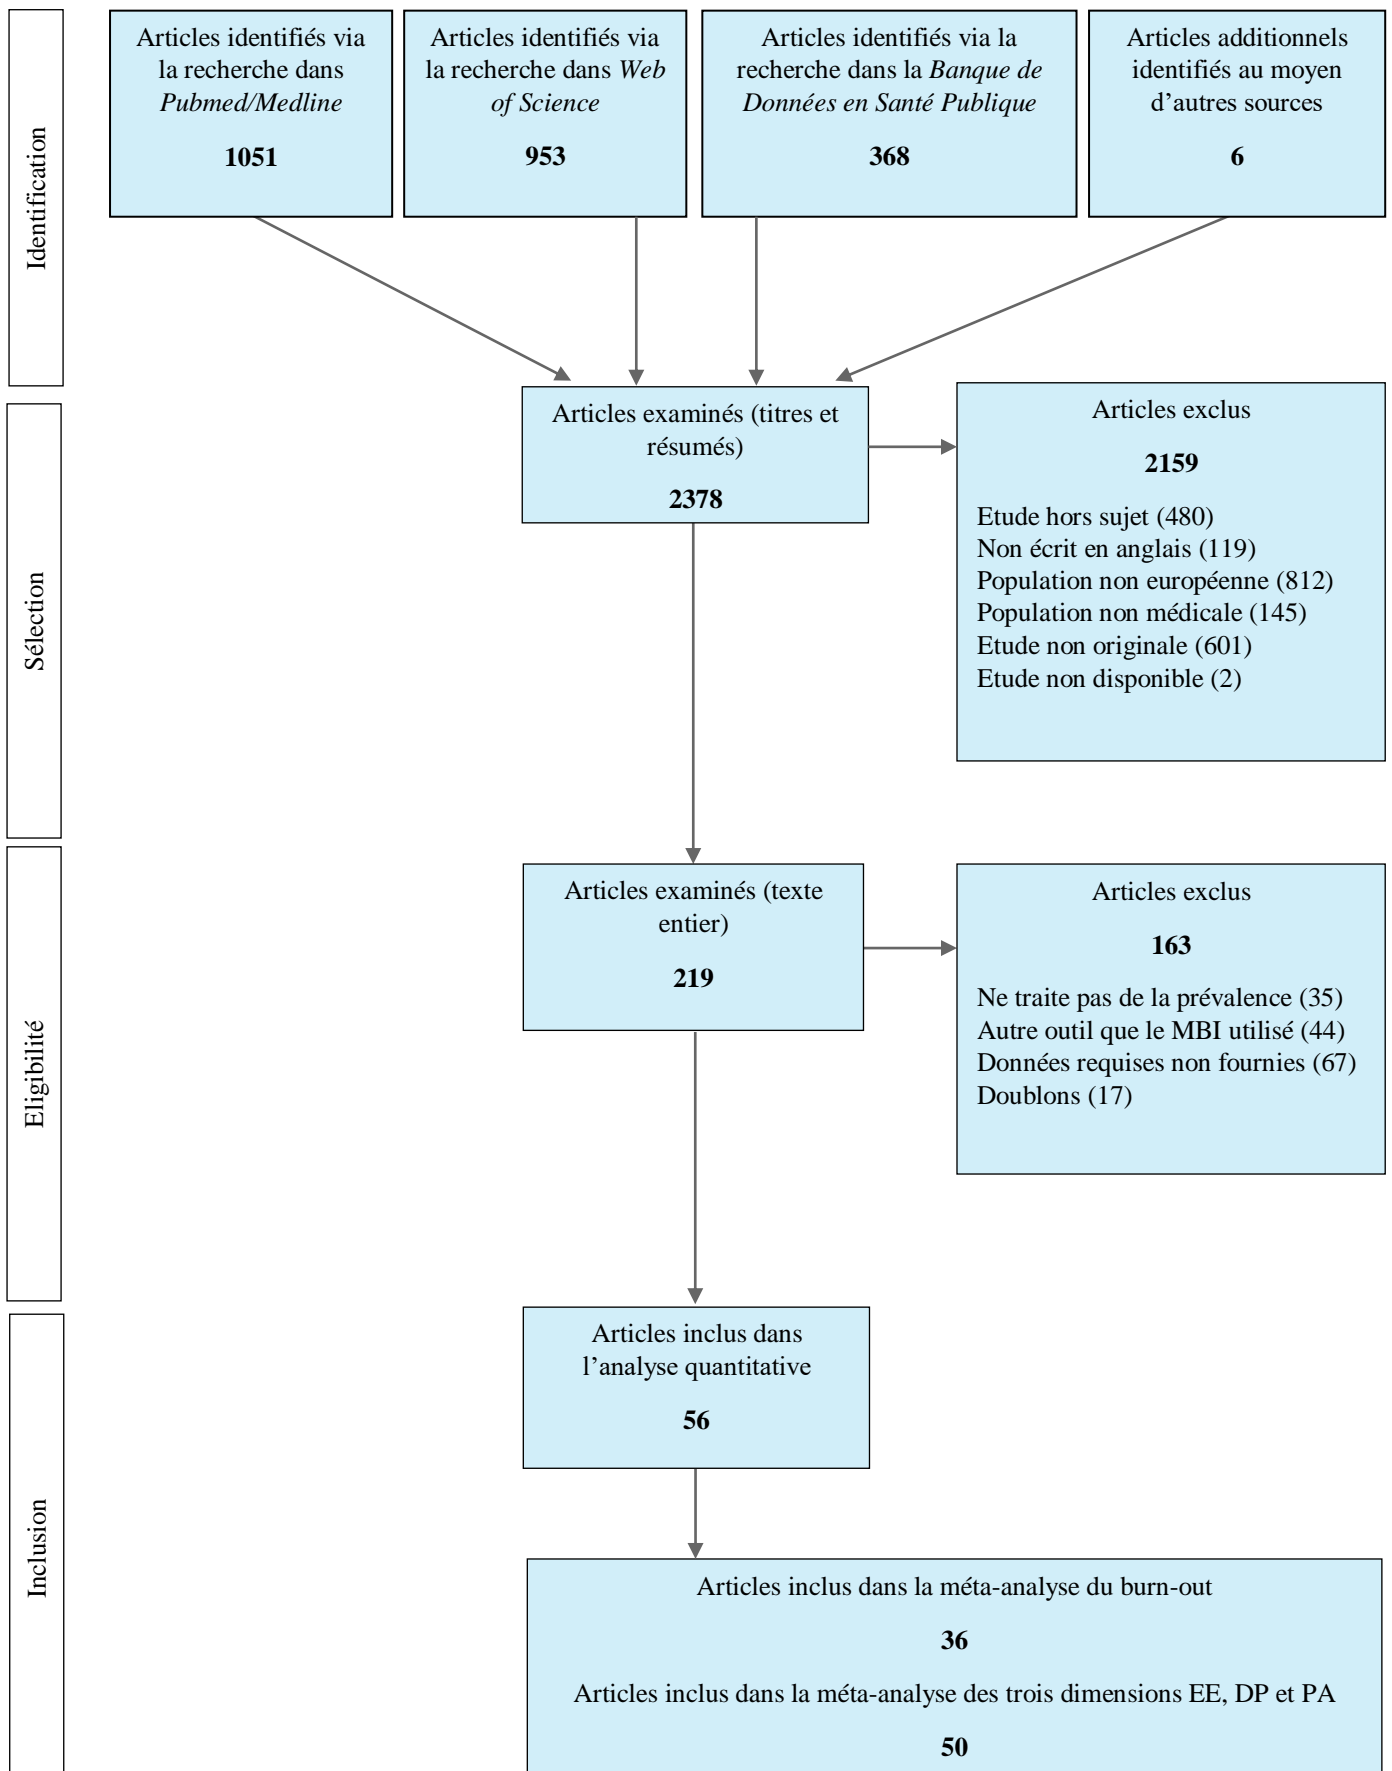 Identification
Articles identifiés via
la recherche dans
Pubmed/Medline
1051
Articles identifiés via
la recherche dans Web
of Science
953
Articles identifiés via la
recherche dans la Banque de
Données en Santé Publique
368
Articles additionnels
identifiés au moyen
d’autres sources
6
Sélection
Articles examinés (titres et
résumés)
2378
Articles exclus
2159
Etude hors sujet (480)
Non écrit en anglais (119)
Population non européenne (812)
Population non médicale (145)
Etude non originale (601)
Etude non disponible (2)
Eligibilité
Articles examinés (texte
entier)
219
Articles exclus
163
Ne traite pas de la prévalence (35)
Autre outil que le MBI utilisé (44)
Données requises non fournies (67)
Doublons (17)
Inclusion
Articles inclus dans
l’analyse quantitative
56
Articles inclus dans la méta-analyse du burn-out
36
Articles inclus dans la méta-analyse des trois dimensions EE, DP et PA
50